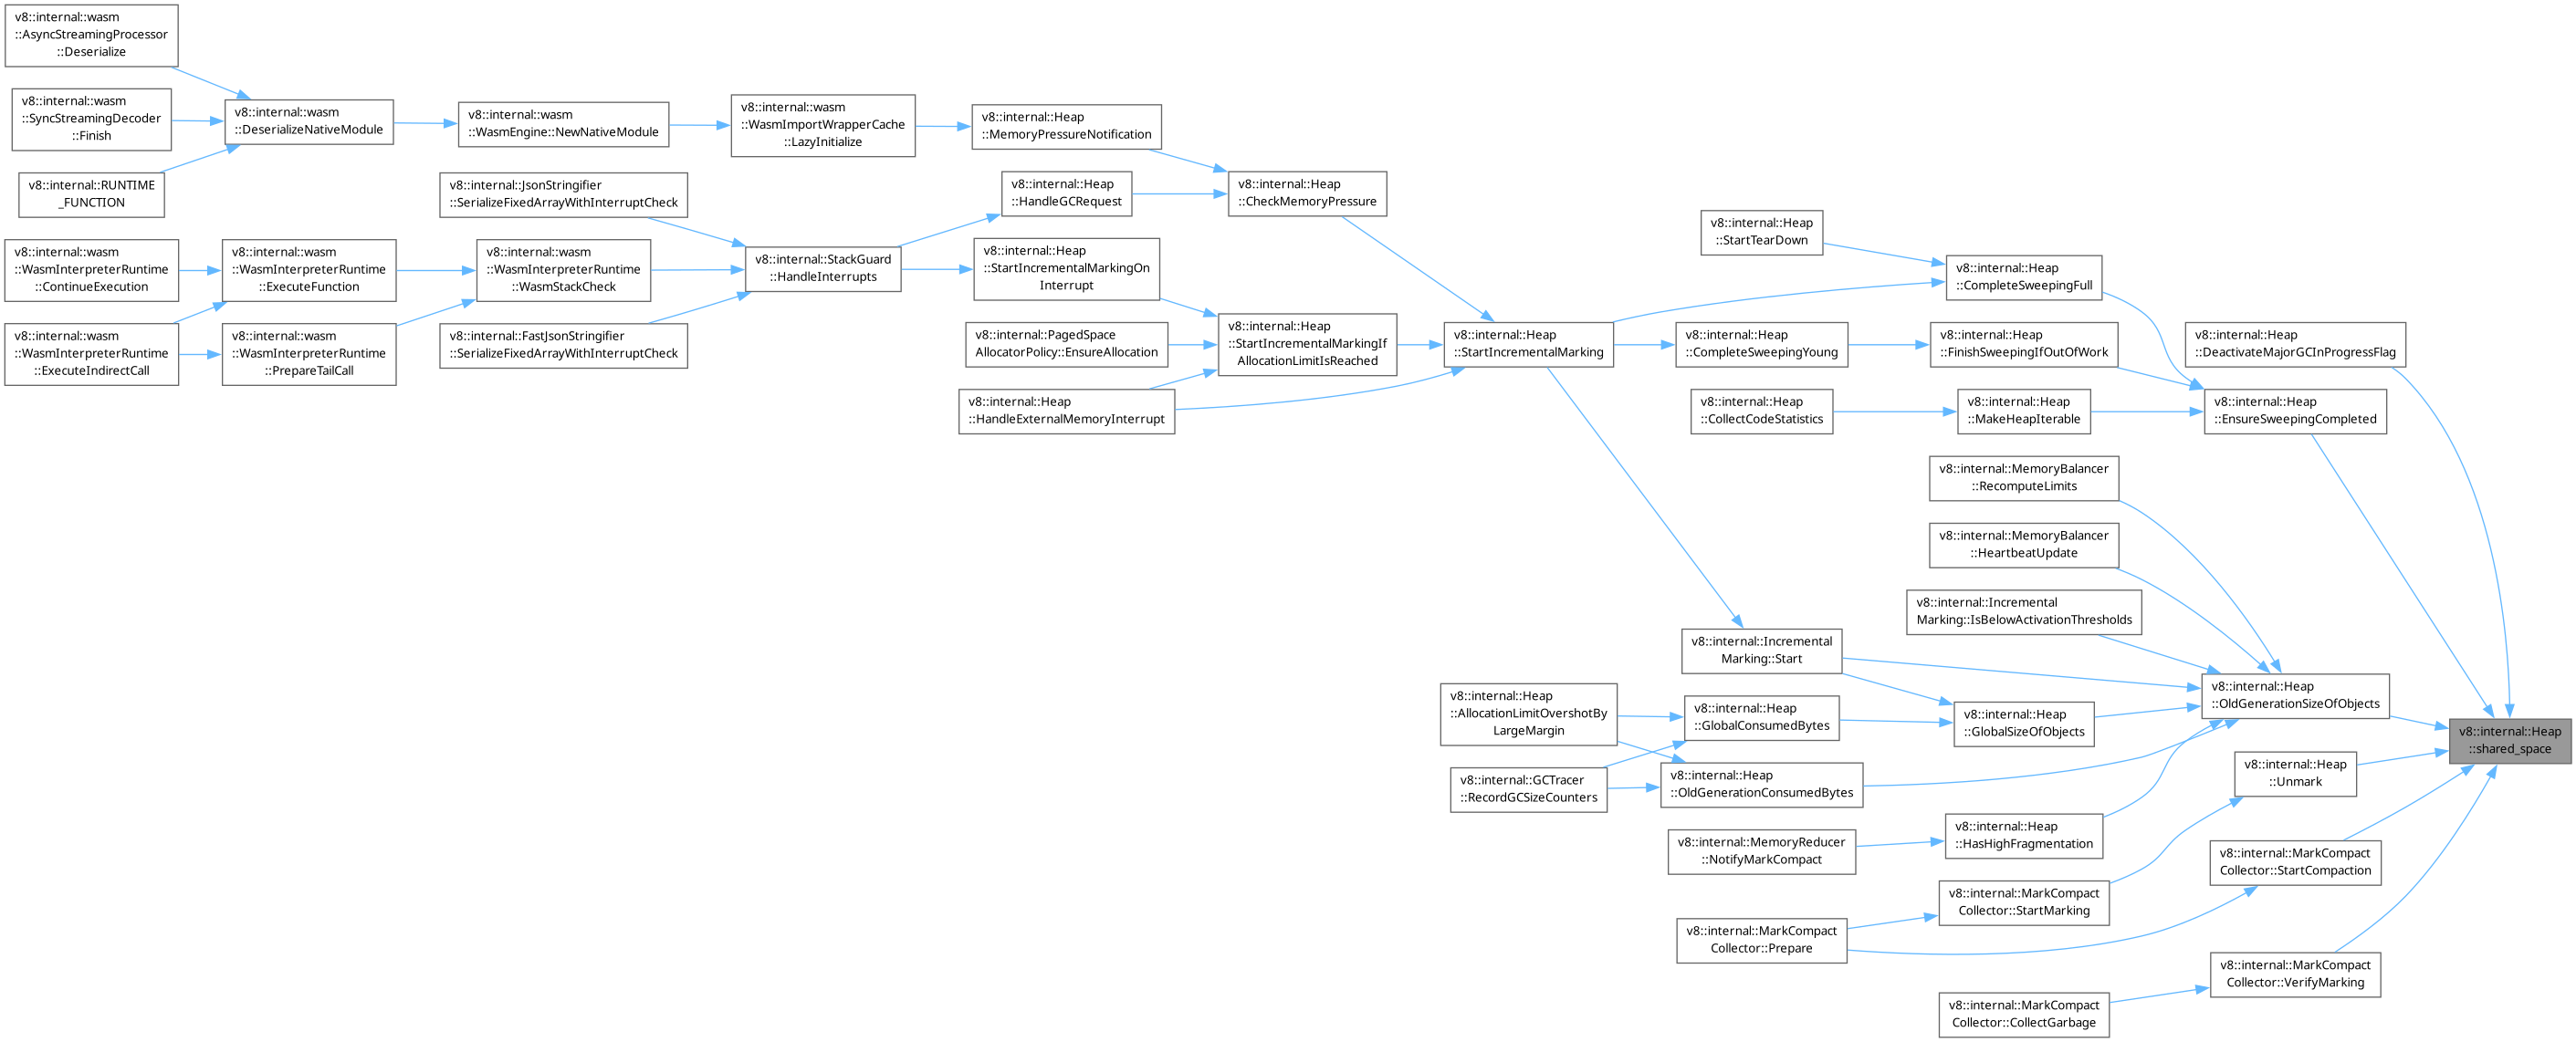 v8::internal::wasm
::AsyncStreamingProcessor
::Deserialize
v8::internal::wasm
::SyncStreamingDecoder
::Finish
v8::internal::RUNTIME
_FUNCTION
v8::internal::wasm
::WasmInterpreterRuntime
::ContinueExecution
v8::internal::wasm
::WasmInterpreterRuntime
::ExecuteIndirectCall
v8::internal::wasm
::DeserializeNativeModule
v8::internal::wasm
::WasmInterpreterRuntime
::ExecuteFunction
v8::internal::wasm
::WasmInterpreterRuntime
::PrepareTailCall
v8::internal::wasm
::WasmEngine::NewNativeModule
v8::internal::JsonStringifier
::SerializeFixedArrayWithInterruptCheck
v8::internal::wasm
::WasmInterpreterRuntime
::WasmStackCheck
v8::internal::FastJsonStringifier
::SerializeFixedArrayWithInterruptCheck
v8::internal::wasm
::WasmImportWrapperCache
::LazyInitialize
v8::internal::StackGuard
::HandleInterrupts
v8::internal::Heap
::MemoryPressureNotification
v8::internal::Heap
::HandleGCRequest
v8::internal::Heap
::StartIncrementalMarkingOn
Interrupt
v8::internal::PagedSpace
AllocatorPolicy::EnsureAllocation
v8::internal::Heap
::HandleExternalMemoryInterrupt
v8::internal::Heap
::CheckMemoryPressure
v8::internal::Heap
::StartIncrementalMarkingIf
AllocationLimitIsReached
v8::internal::Heap
::StartIncrementalMarking
v8::internal::Heap
::AllocationLimitOvershotBy
LargeMargin
v8::internal::GCTracer
::RecordGCSizeCounters
v8::internal::Heap
::StartTearDown
v8::internal::Heap
::CompleteSweepingYoung
v8::internal::Heap
::CollectCodeStatistics
v8::internal::Incremental
Marking::Start
v8::internal::Heap
::GlobalConsumedBytes
v8::internal::Heap
::OldGenerationConsumedBytes
v8::internal::MemoryReducer
::NotifyMarkCompact
v8::internal::MarkCompact
Collector::Prepare
v8::internal::Heap
::CompleteSweepingFull
v8::internal::Heap
::FinishSweepingIfOutOfWork
v8::internal::Heap
::MakeHeapIterable
v8::internal::MemoryBalancer
::RecomputeLimits
v8::internal::MemoryBalancer
::HeartbeatUpdate
v8::internal::Incremental
Marking::IsBelowActivationThresholds
v8::internal::Heap
::GlobalSizeOfObjects
v8::internal::Heap
::HasHighFragmentation
v8::internal::MarkCompact
Collector::StartMarking
v8::internal::MarkCompact
Collector::CollectGarbage
v8::internal::Heap
::DeactivateMajorGCInProgressFlag
v8::internal::Heap
::EnsureSweepingCompleted
v8::internal::Heap
::OldGenerationSizeOfObjects
v8::internal::Heap
::Unmark
v8::internal::MarkCompact
Collector::StartCompaction
v8::internal::MarkCompact
Collector::VerifyMarking
v8::internal::Heap
::shared_space